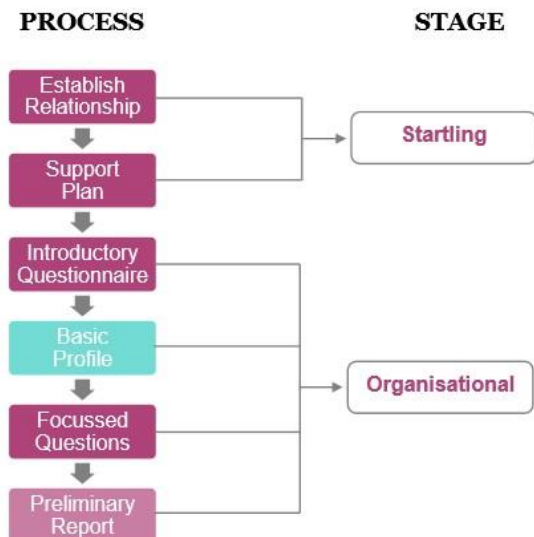 PROCESS
STAGE
Establish
Relationship
Startling
Support
Plan
Introductory
Questionnaire
Basic
Profile
Organisational
Focussed
Questions
Preliminary
Report